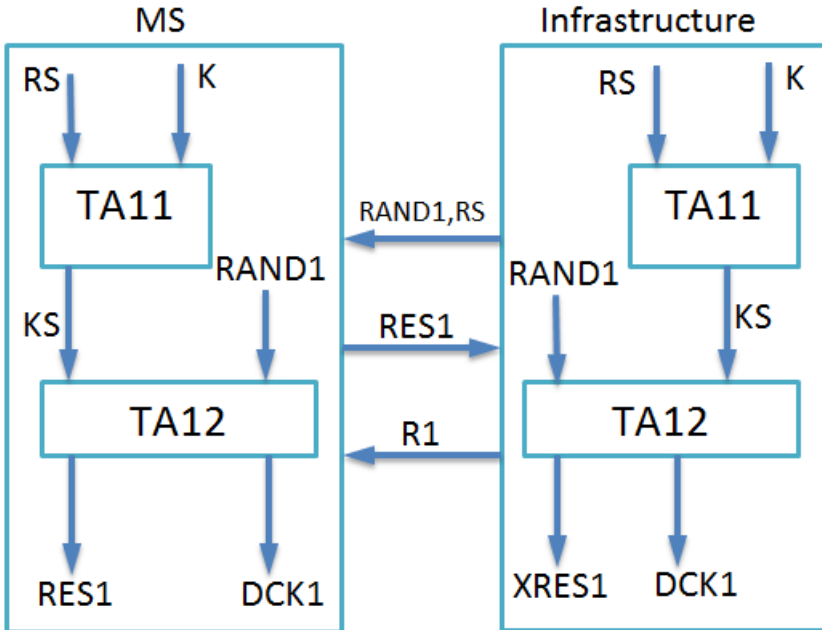 MS
RS
K
TA11
RAND1
KS
TA12
RES1
DCK1
RAND1,RS
RES1
R1
Infrastructure
RS
K
TA11
RAND1
KS
TA12
XRES1
DCK1